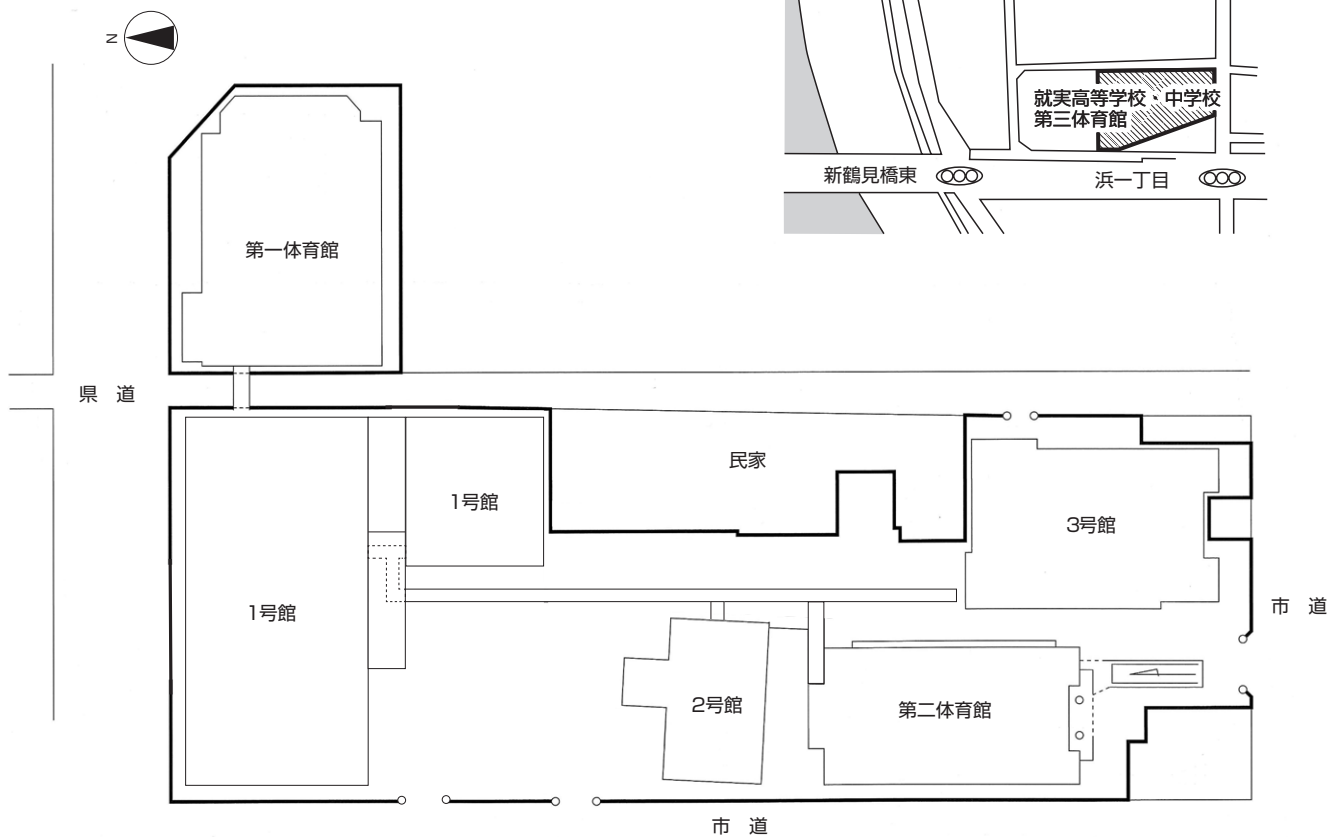 N
就実高等学校・中学校
第三体育館
新鶴見橋東
浜一丁目
第一体育館
県 道
民家
1号館
3号館
1号館
市 道
2号館
第二体育館
市 道